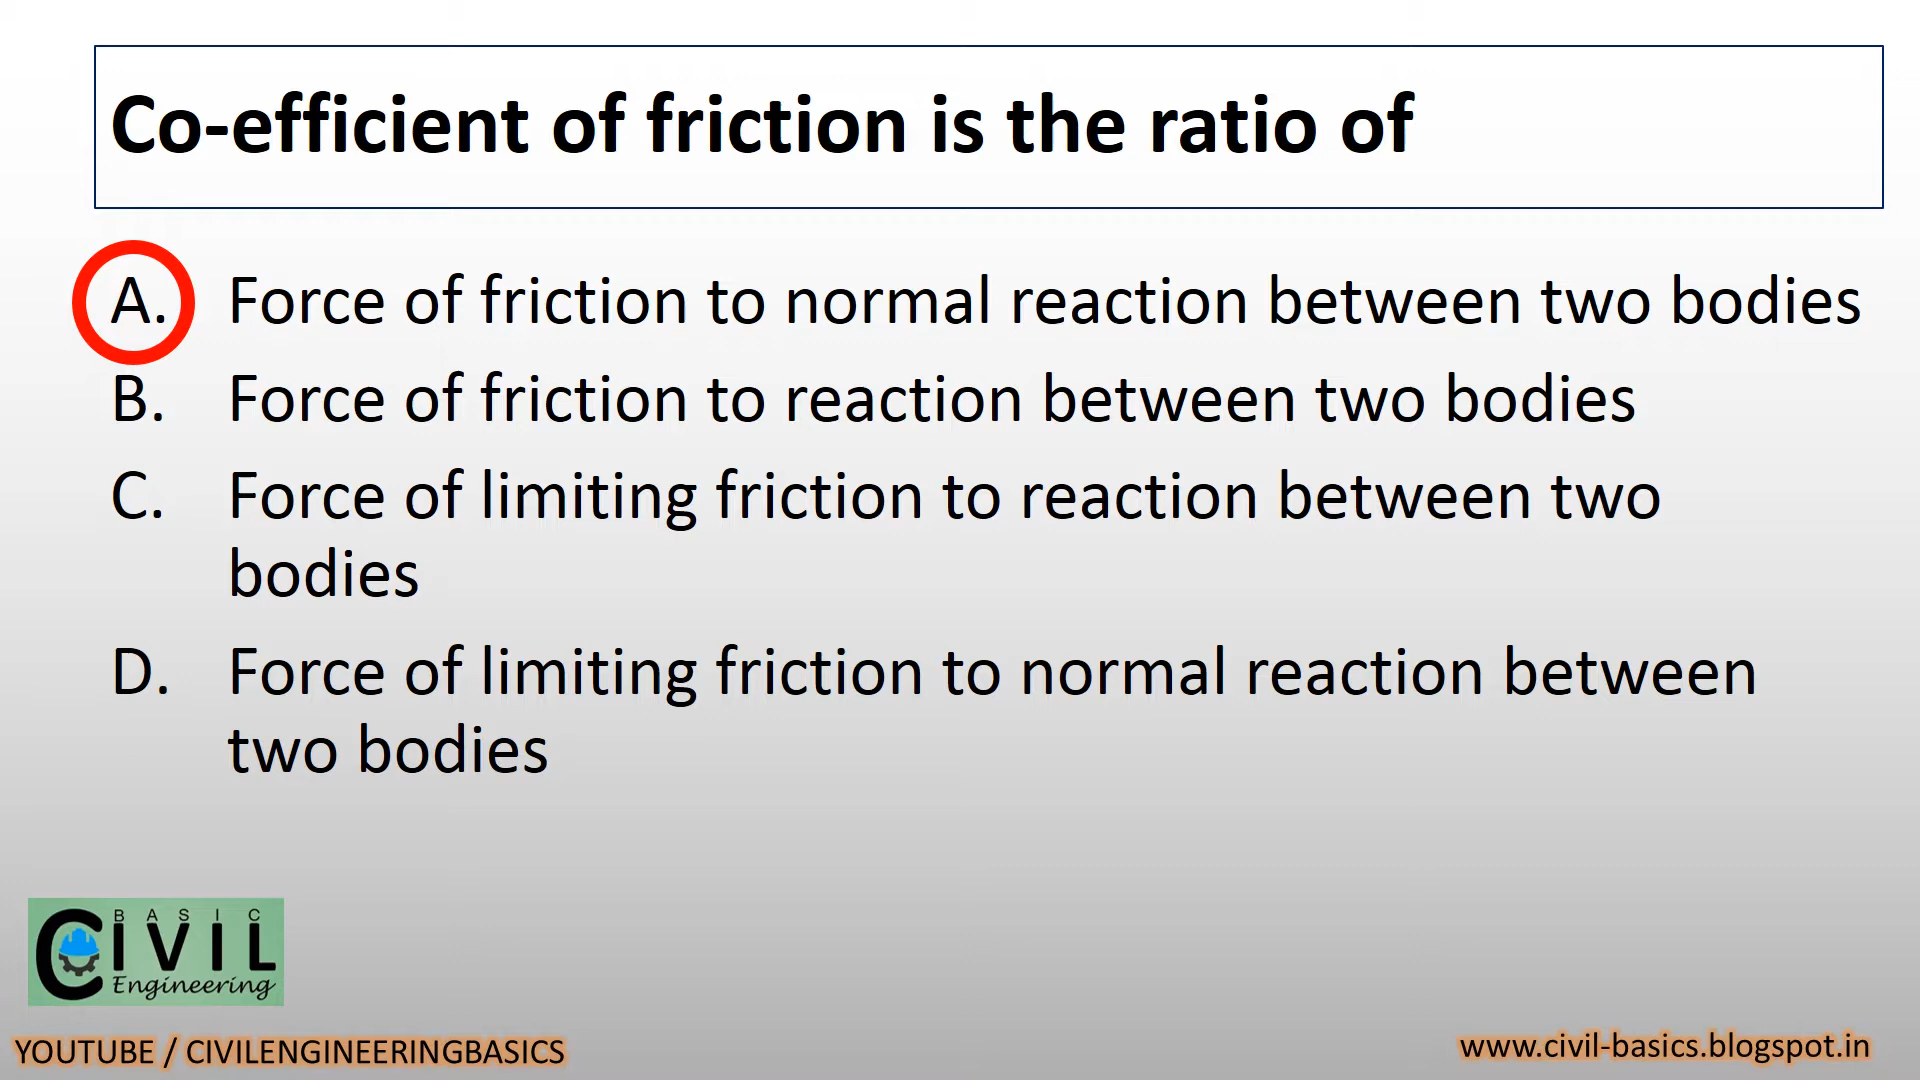 Co-efficient of friction is the ratio of
A. Force of friction to normal reaction between two bodies
B. Force of friction to reaction between two bodies
C. Force of limiting friction to reaction between two
bodies
D. Force of limiting friction to normal reaction between
two bodies
BASIC
CIVIL
Engineering
YOUTUBE / CIVILENGINEERINGBASICS
www.civil-basics.blogspot.in